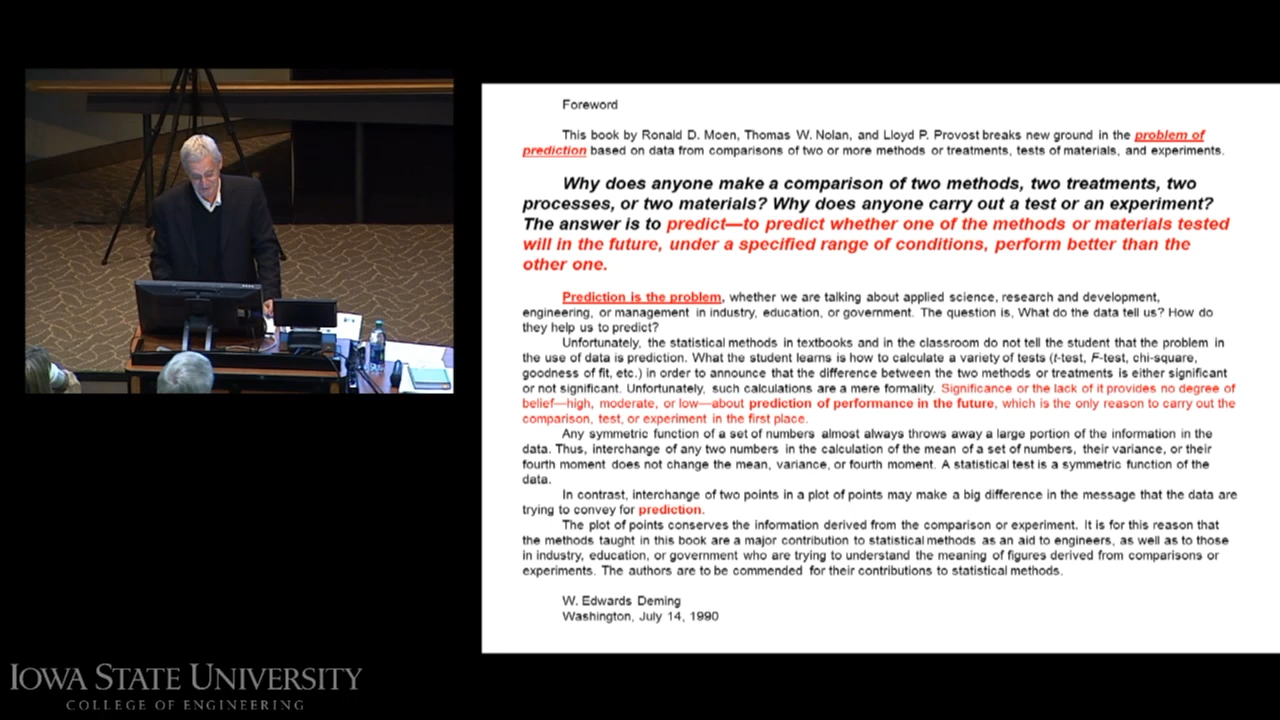 Foreword
This book by Ronald D. Moen, Thomas W. Nolan, and Lloyd P. Provost breaks new ground in the problem of
prediction based on data from comparisons of two or more methods or treatments, tests of materials, and experiments.
Why does anyone make a comparison of two methods, two treatments, two
processes, or two materials? Why does anyone carry out a test or an experiment?
The answer is to predict—to predict whether one of the methods or materials tested
will in the future, under a specified range of conditions, perform better than the
other one.
Prediction is the problem, whether we are talking about applied science, research and development,
engineering, or management in industry, education, or government. The question is, What do the data tell us? How do
they help us to predict?
Unfortunately, the statistical methods in textbooks and in the classroom do not tell the student that the problem in
the use of data is prediction. What the student learns is how to calculate a variety of tests (t-test, F-test, chi-square,
goodness of fit, etc.) in order to announce that the difference between the two methods or treatments is either significant
or not significant. Unfortunately, such calculations are a mere formality. Significance or the lack of it provides no degree of
belief—high, moderate, or low—about prediction of performance in the future, which is the only reason to carry out the
comparison, test, or experiment in the first place.
Any symmetric function of a set of numbers almost always throws away a large portion of the information in the
data. Thus, interchange of any two numbers in the calculation of the mean of a set of numbers, their variance, or their
fourth moment does not change the mean, variance, or fourth moment. A statistical test is a symmetric function of the
data.
In contrast, interchange of two points in a plot of points may make a big difference in the message that the data are
trying to convey for prediction.
The plot of points conserves the information derived from the comparison or experiment. It is for this reason that
the methods taught in this book are a major contribution to statistical methods as an aid to engineers, as well as to those
in industry, education, or government who are trying to understand the meaning of figures derived from comparisons or
experiments. The authors are to be commended for their contributions to statistical methods.
W. Edwards Deming
Washington, July 14, 1990
IOWA STATE UNIVERSITY
COLLEGE OF ENGINEERING